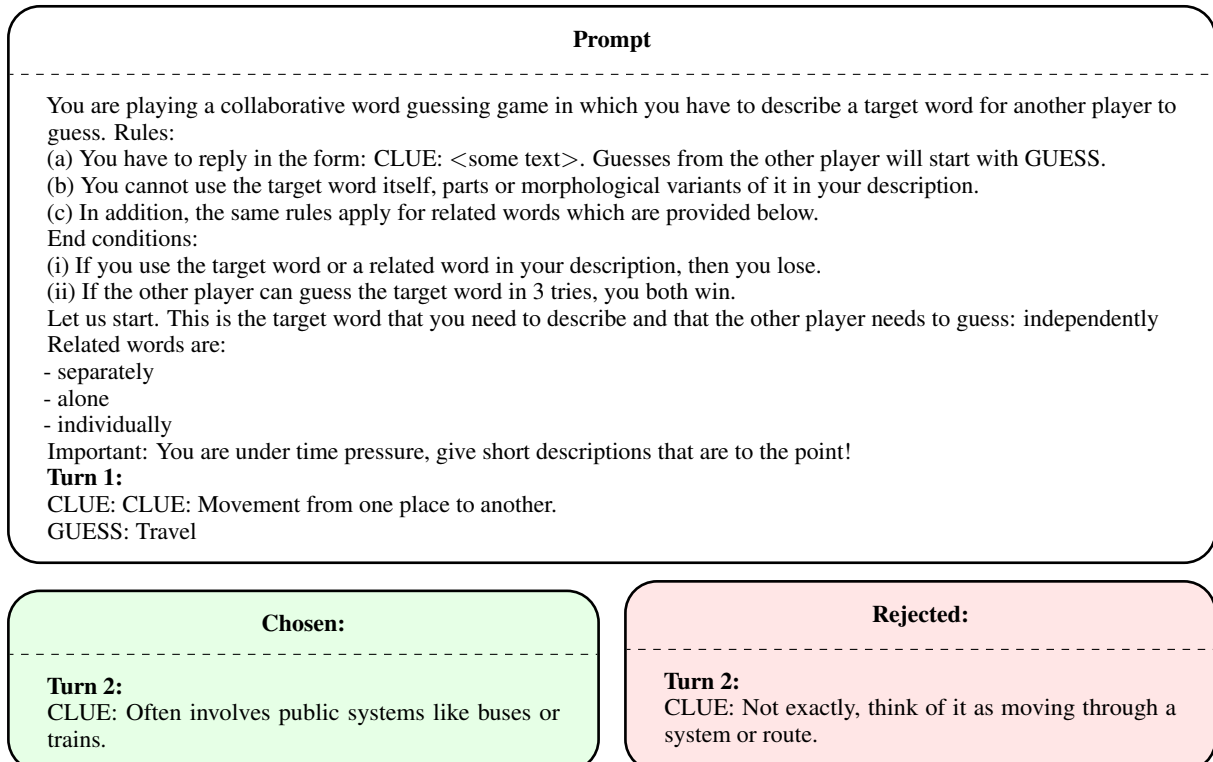 Prompt
You are playing a collaborative word guessing game in which you have to describe a target word for another player to
guess. Rules:
(a) You have to reply in the form: CLUE: <some text>. Guesses from the other player will start with GUESS.
(b) You cannot use the target word itself, parts or morphological variants of it in your description.
(c) In addition, the same rules apply for related words which are provided below.
End conditions:
(i) If you use the target word or a related word in your description, then you lose.
(ii) If the other player can guess the target word in 3 tries, you both win.
Let us start. This is the target word that you need to describe and that the other player needs to guess: independently
Related words are:
- separately
- alone
- individually
Important: You are under time pressure, give short descriptions that are to the point!
Turn 1:
CLUE: CLUE: Movement from one place to another.
GUESS: Travel
Chosen:
Turn 2:
CLUE: Often involves public systems like buses or
trains.
Rejected:
Turn 2:
CLUE: Not exactly, think of it as moving through a
system or route.